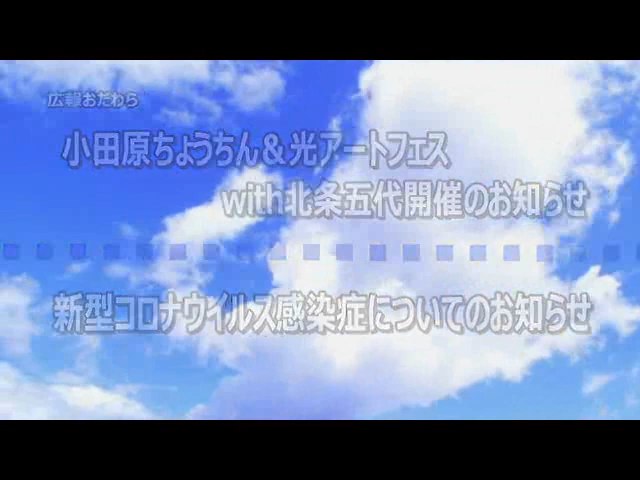 広報おだわら
小田原ちょうちん&光アートフェス
with北条五代開催のお知らせ
新型コロナウイルス感染症についてのお知らせ